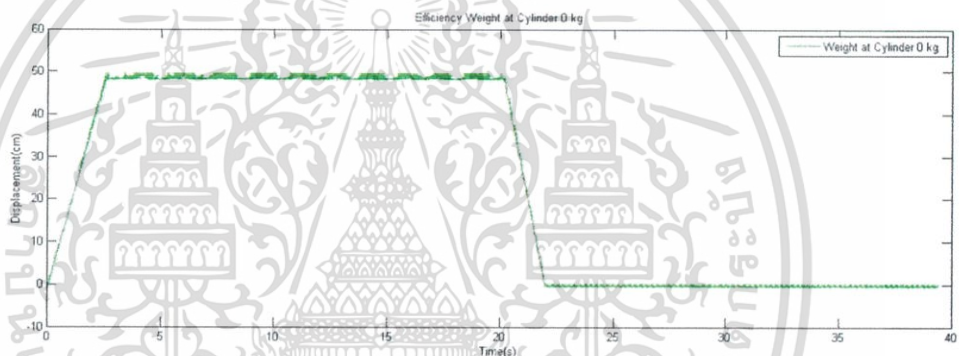 Efficiency Weight at Cylinder 0 kg
Weight at Cylinder 0 kg
60
50
40
30
20
10
0
-10
Displacement(cm)
0 5 10 15 20 25 30 35 40
Time(s)